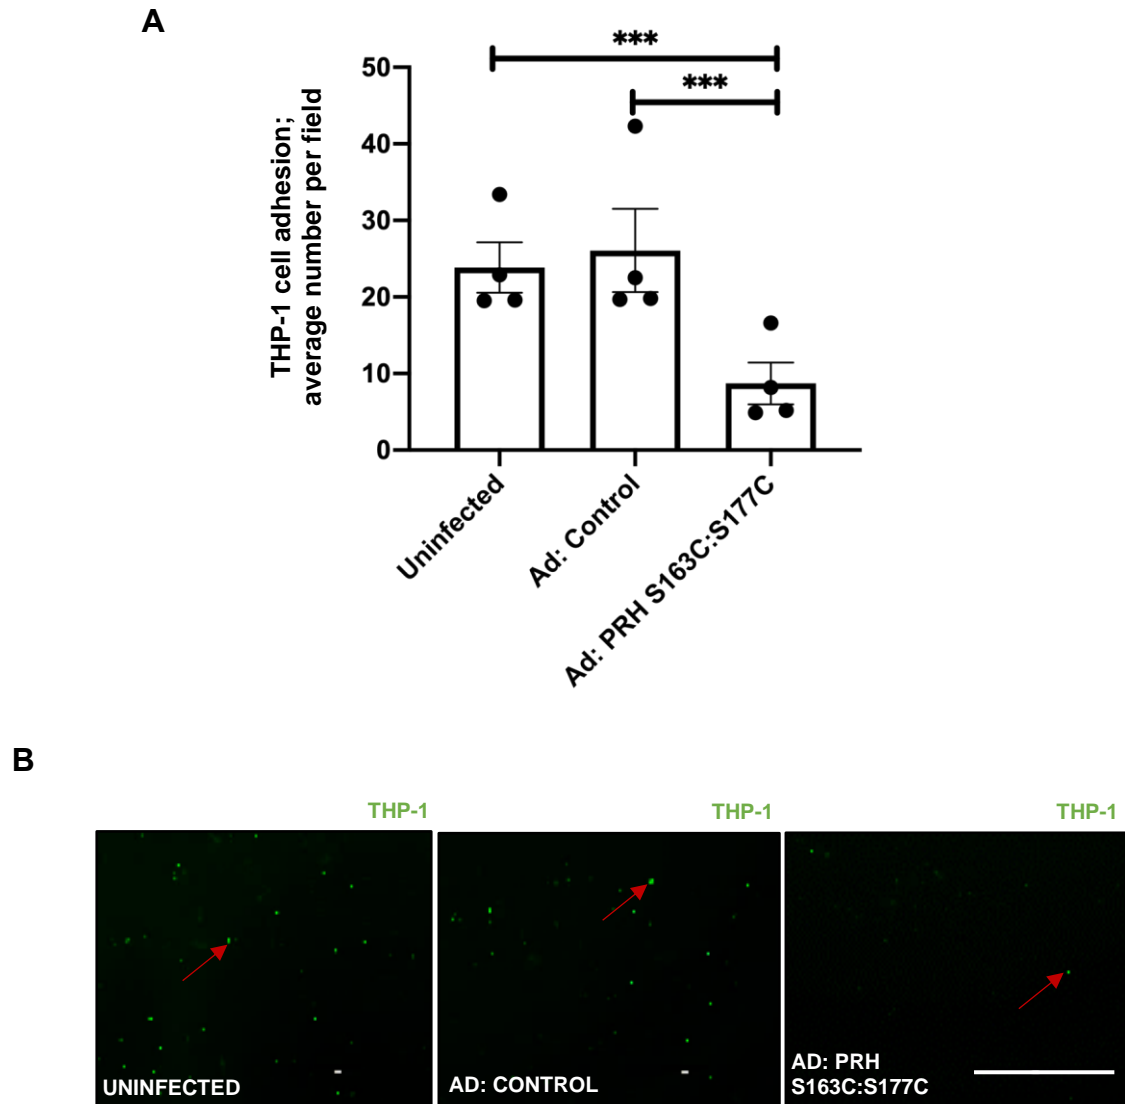 A
***
***
50
40
30
20
10
0
THP-1 cell adhesion;
average number per field
Uninfected
Ad: Control
Ad: PRH S163C:S177C
B
THP-1
THP-1
THP-1
UNINFECTED
AD: CONTROL
AD: PRH
S163C:S177C